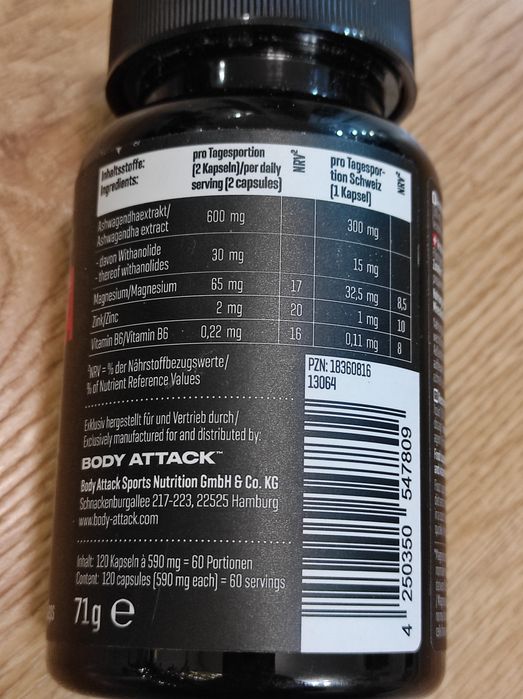 Inhaltsstoffe:
Ingredients:
pro Tagesportion
(2 Kapseln)/per daily
serving (2 capsules)
NRV²
pro Tagespor-
tion Schweiz
(1 Kapsel)
NRV²
Ashwagandhaextrakt/
Ashwagandha extract
600 mg
300 mg
- davon Withanolide
- thereof withanolides
30 mg
15 mg
Magnesium/Magnesium 65 mg 17 32,5 mg 8,5
Zink/Zinc 2 mg 20 1 mg 10
Vitamin B6/Vitamin B6 0,22 mg 16 0,11 mg 8
²NRV = % der Nährstoffbezugswerte/
% of Nutrient Reference Values
PZN: 18360816
13064
Exklusiv hergestellt für und Vertrieb durch/
Exclusively manufactured for and distributed by:
BODY ATTACK™
Body Attack Sports Nutrition GmbH & Co. KG
Schnackenburgallee 217-223, 22525 Hamburg
www.body-attack.com
Inhalt: 120 Kapseln à 590 mg = 60 Portionen
Content: 120 capsules (590 mg each) = 60 servings
71 g e
4 250350 547809